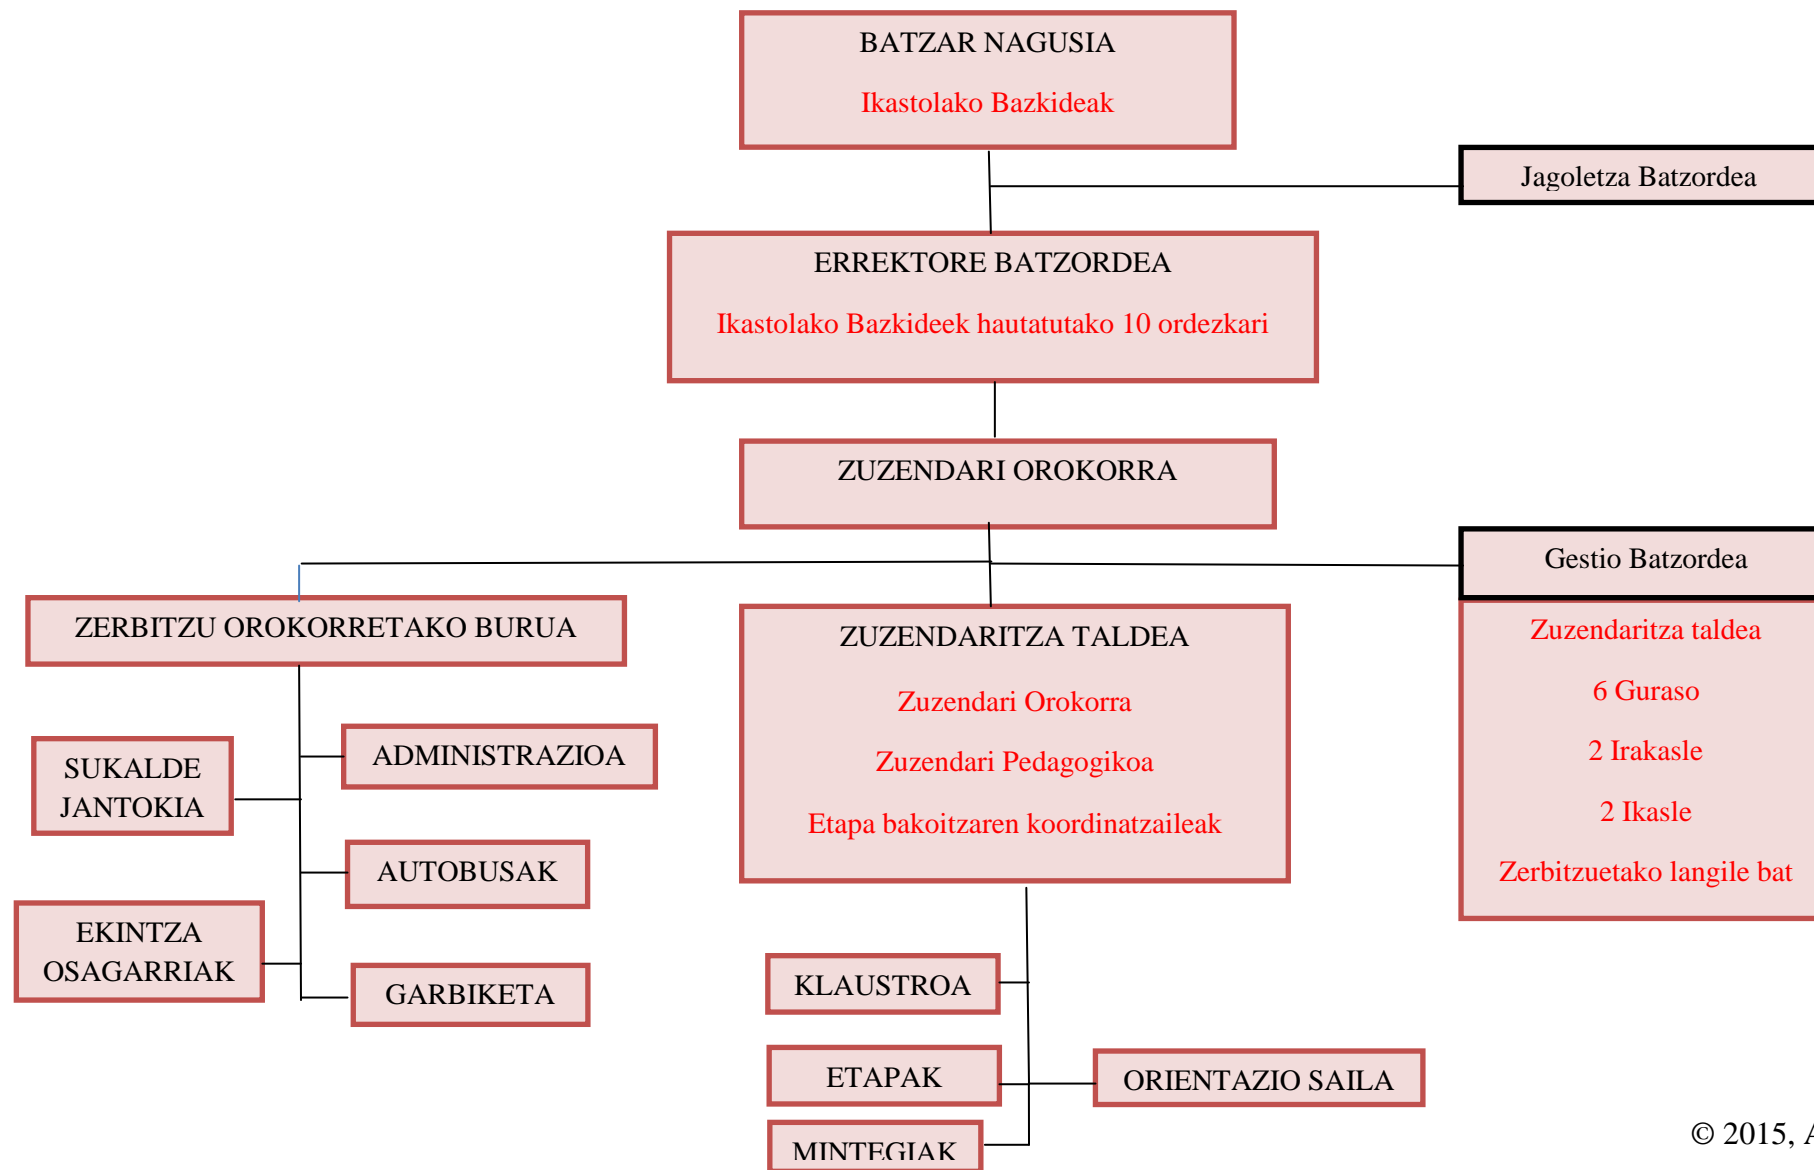 BATZAR NAGUSIA
Ikastolako Bazkideak
Jagoletza Batzordea
ERREKTORE BATZORDEA
Ikastolako Bazkideek hautatutako 10 ordezkari
ZUZENDARI OROKORRA
Gestio Batzordea
Zuzendaritza taldea
6 Guraso
2 Irakasle
2 Ikasle
Zerbitzuetako langile bat
ZERBITZU OROKORRETAKO BURUA
SUKALDE
JANTOKIA
ADMINISTRAZIOA
AUTOBUSAK
EKINTZA
OSAGARRIAK
GARBIKETA
ZUZENDARITZA TALDEA
Zuzendari Orokorra
Zuzendari Pedagogikoa
Etapa bakoitzaren koordinatzaileak
KLAUSTROA
ETAPAK
ORIENTAZIO SAILA
MINTEGIAK
© 2015, A